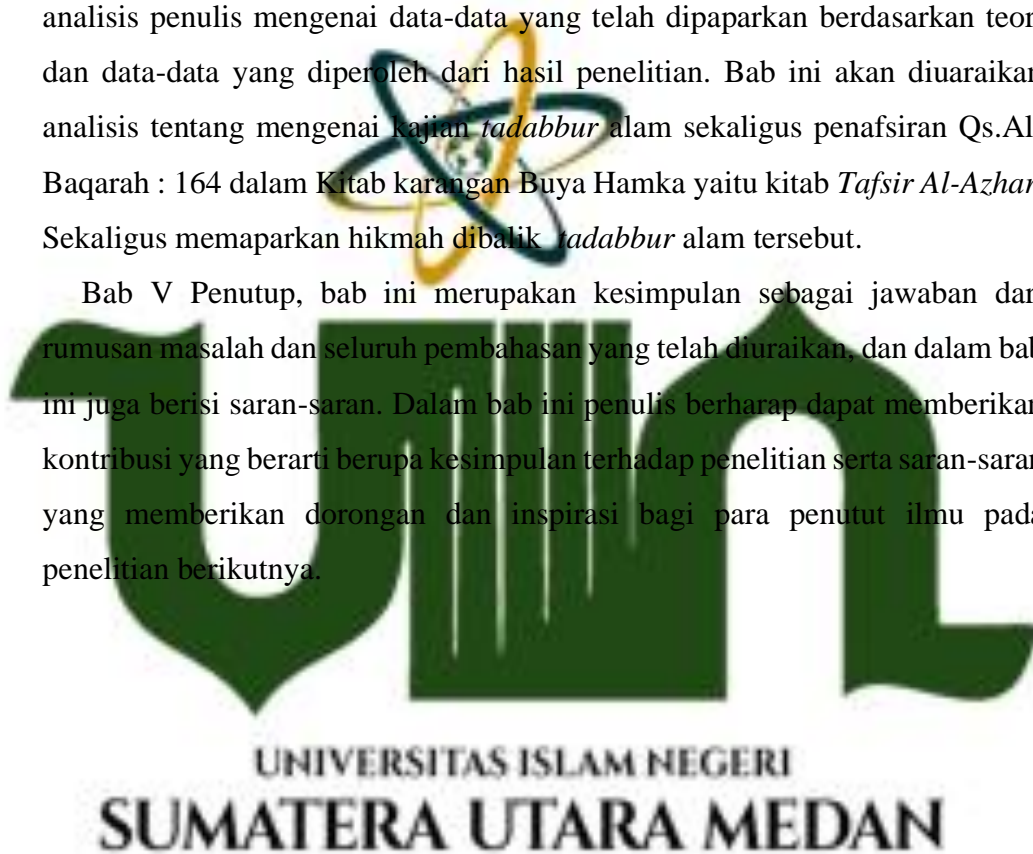 analisis penulis mengenai data-data yang telah dipaparkan berdasarkan teor
dan data-data yang diperoleh dari hasil penelitian. Bab ini akan diuaraikan
analisis tentang mengenai kajian tadabbur alam sekaligus penafsiran Qs.Al
Baqarah : 164 dalam Kitab karangan Buya Hamka yaitu kitab Tafsir Al-Azhar
Sekaligus memaparkan hikmah dibalik tadabbur alam tersebut.
Bab V Penutup, bab ini merupakan kesimpulan sebagai jawaban dar
rumusan masalah dan seluruh pembahasan yang telah diuraikan, dan dalam bab
ini juga berisi saran-saran. Dalam bab ini penulis berharap dapat memberikan
kontribusi yang berarti berupa kesimpulan terhadap penelitian serta saran-saran
yang memberikan dorongan dan inspirasi bagi para penutut ilmu pada
penelitian berikutnya.
UNIVERSITAS ISLAM NEGERI
SUMATERA UTARA MEDAN